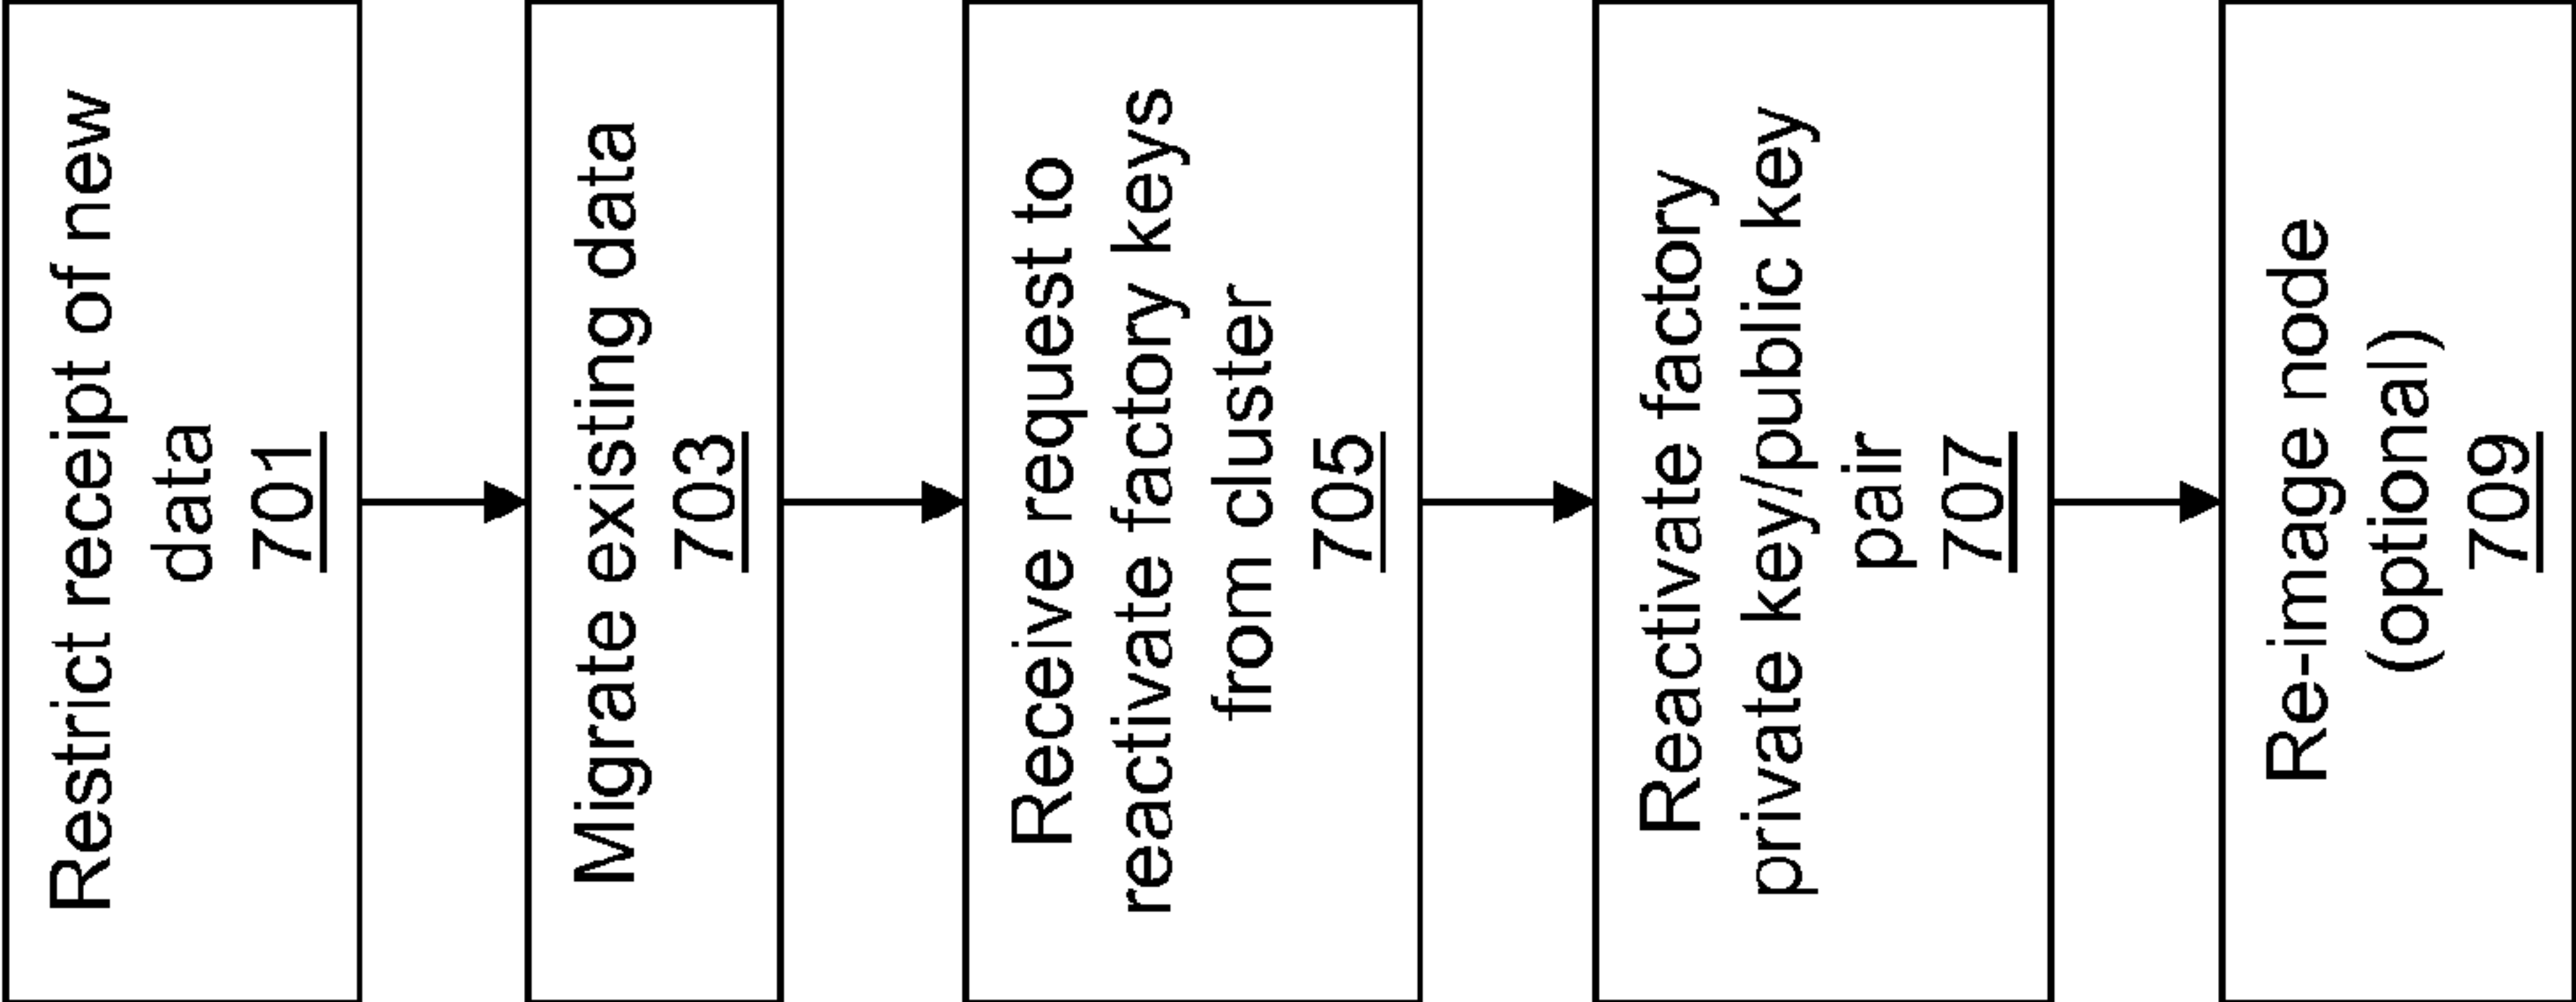 Restrict receipt of new
data
701
Migrate existing data
703
Receive request to
reactivate factory keys
from cluster
705
Reactivate factory
private key/public key
pair
707
Re-image node
(optional)
709